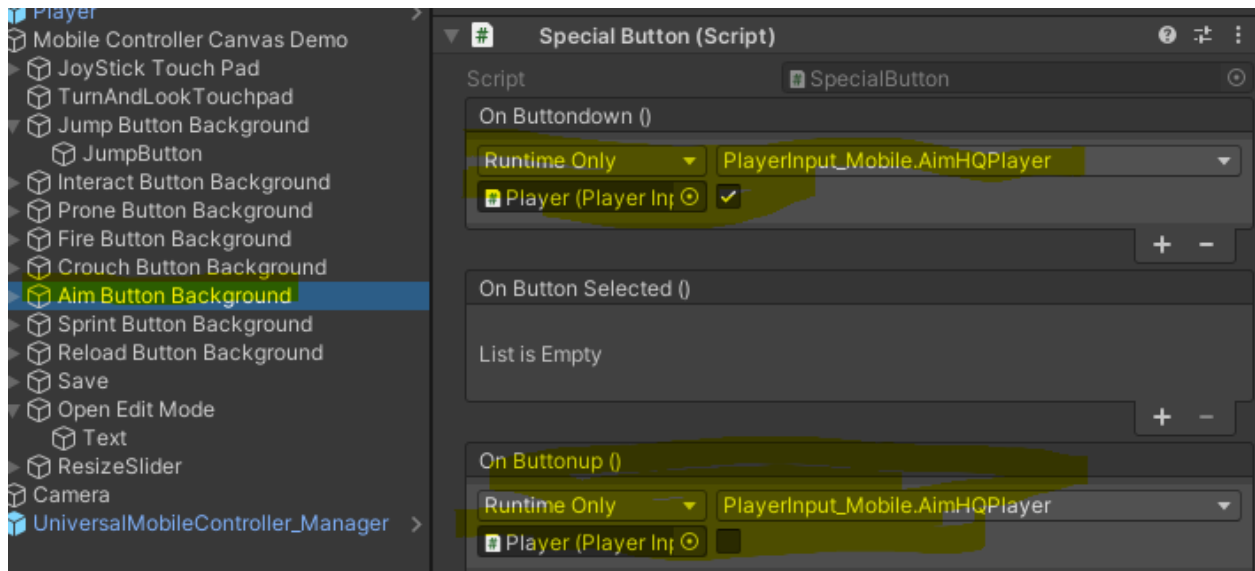 Player
Mobile Controller Canvas Demo
JoyStick Touch Pad
TurnAndLookTouchpad
Jump Button Background
JumpButton
Interact Button Background
Prone Button Background
Fire Button Background
Crouch Button Background
Aim Button Background
Sprint Button Background
Reload Button Background
Save
Open Edit Mode
Text
ResizeSlider
Camera
UniversalMobileController_Manager
# Special Button (Script)
Script SpecialButton
On Buttondown ()
Runtime Only PlayerInput_Mobile.AimHQPlayer
Player (Player Inp
+ -
On Button Selected ()
List is Empty
+ -
On Buttonup ()
Runtime Only PlayerInput_Mobile.AimHQPlayer
Player (Player Inp